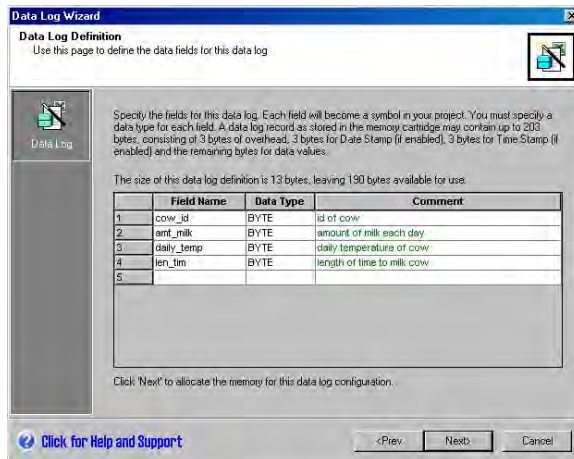 Data Log Wizard
Data Log Definition
Use this page to define the data fields for this data log
Data Log
Specify the fields for this data log. Each field will become a symbol in your project. You must specify a
data type for each field. A data log record as stored in the memory cartridge may contain up to 203
bytes, consisting of 3 bytes of overhead, 3 bytes for Date Stamp (if enabled), 3 bytes for Time Stamp (if
enabled) and the remaining bytes for data values.
The size of this data log definition is 13 bytes, leaving 190 bytes available for use.
Field Name Data Type Comment
1 cow_id BYTE id of cow
2 amt_milk BYTE amount of milk each day
3 daily_temp BYTE daily temperature of cow
4 len_tim BYTE length of time to milk cow
5
Click 'Next' to allocate the memory for this data log configuration.
Click for Help and Support
<Prev Next> Cancel